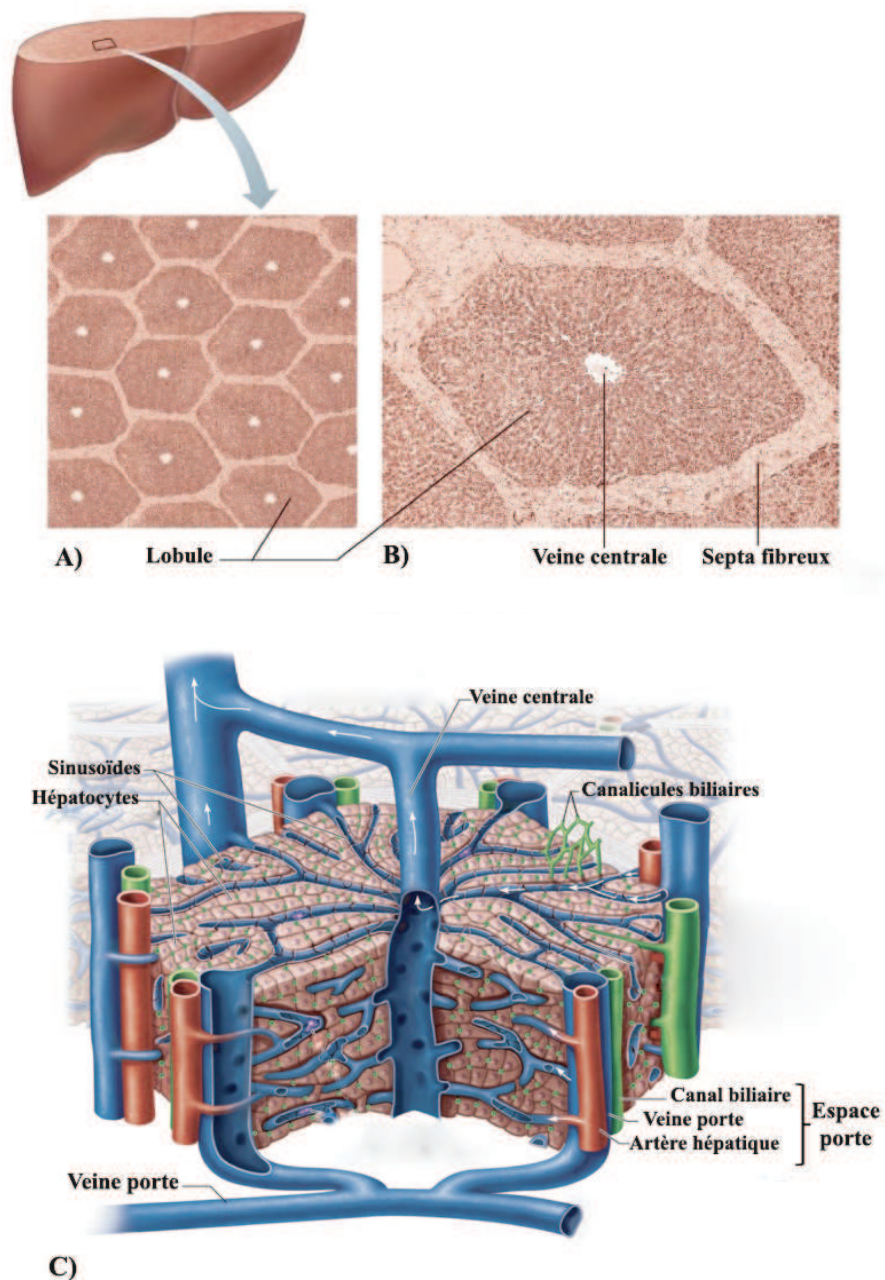 A)
Lobule
B)
Veine centrale
Septa fibreux
Veine centrale
Sinusoïdes
Hépatocytes
Canalicules biliaires
Canal biliaire
Veine porte
Artère hépatique
Espace
porte
Veine porte
C)